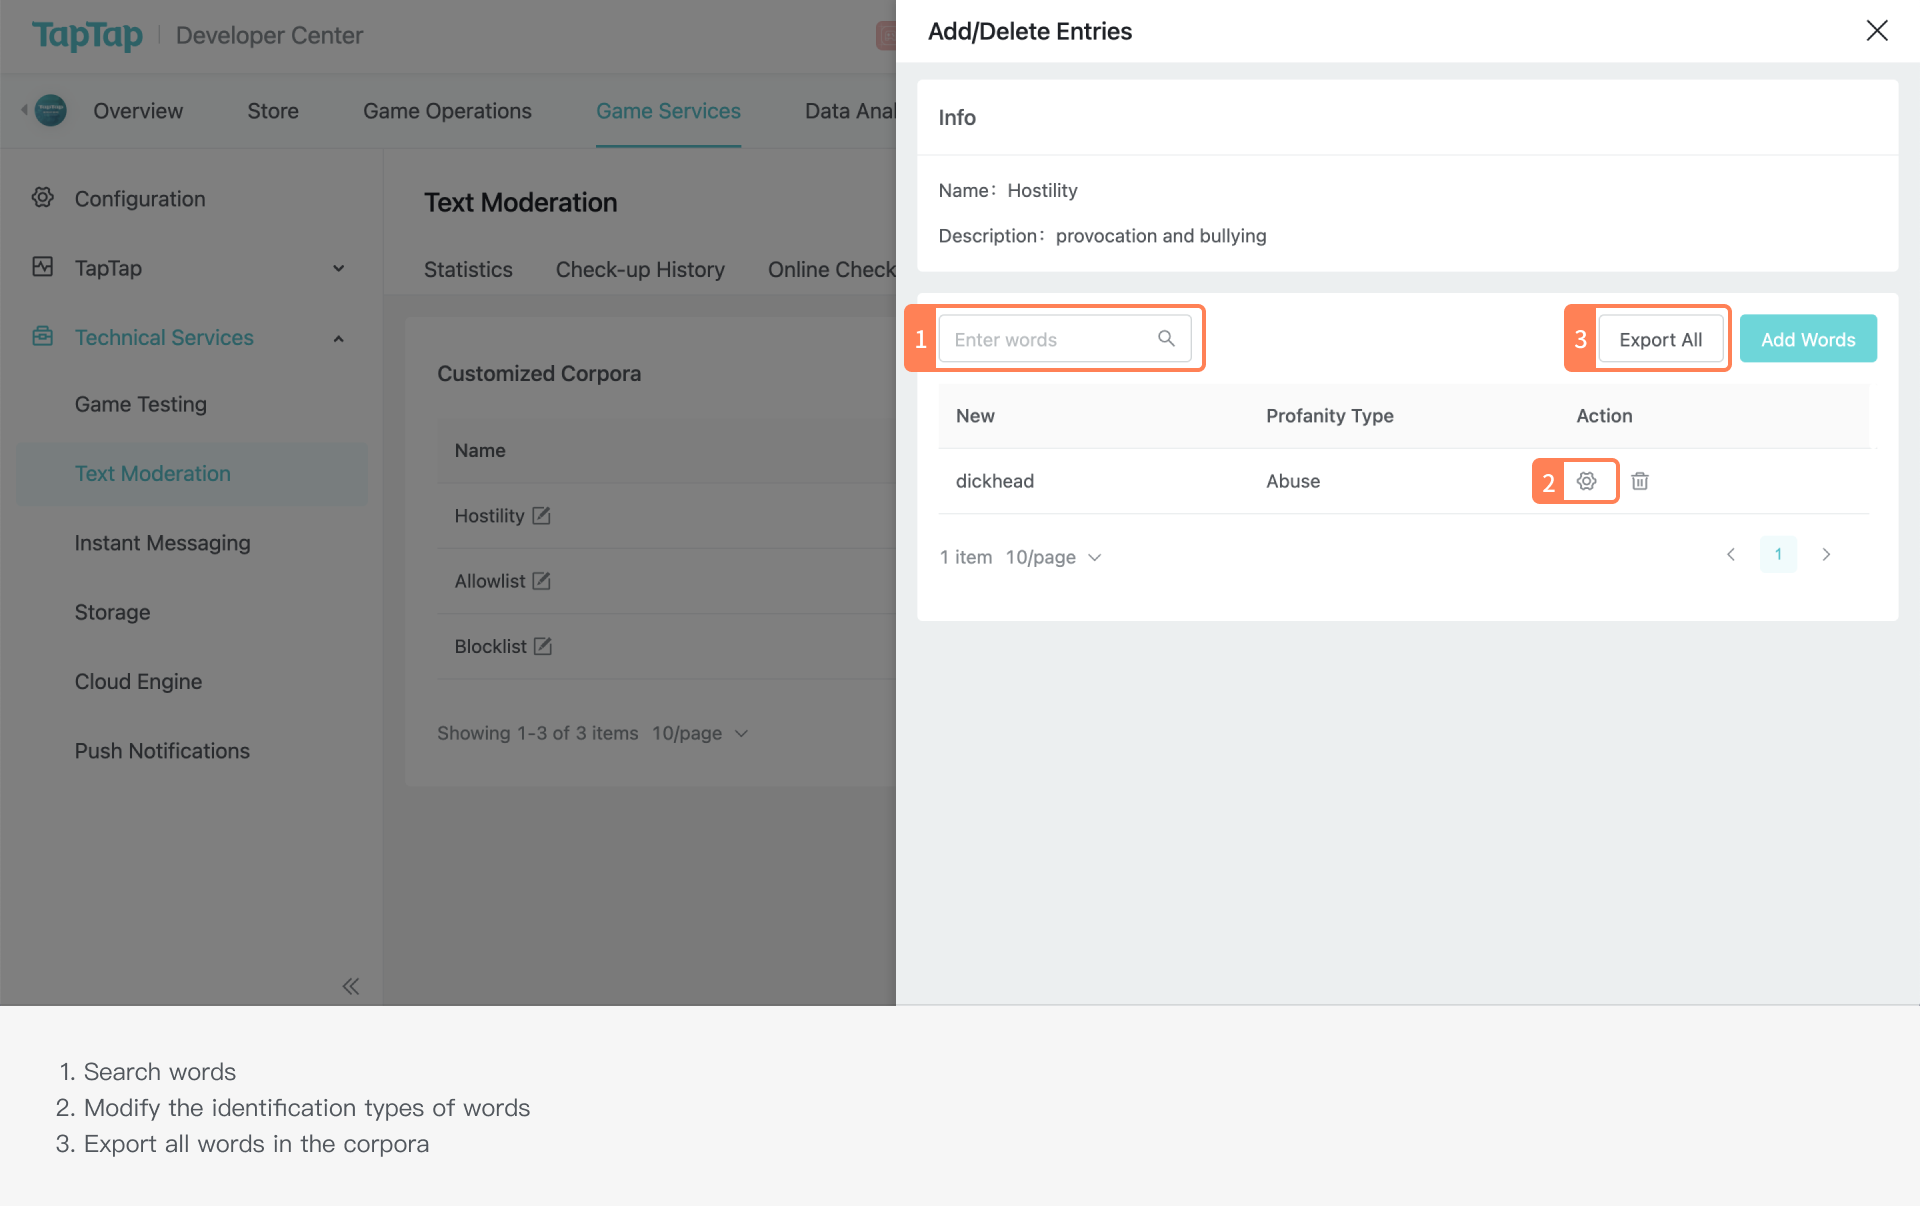 TapTap | Developer Center
Overview Store Game Operations Game Services Data Anal
Configuration
TapTap
Technical Services
Game Testing
Text Moderation
Instant Messaging
Storage
Cloud Engine
Push Notifications
Text Moderation
Statistics Check-up History Online Check
Customized Corpora
Name
Hostility
Allowlist
Blocklist
Showing 1-3 of 3 items 10/page
Add/Delete Entries
Info
Name: Hostility
Description: provocation and bullying
1 Enter words 3 Export All Add Words
New Profanity Type Action
dickhead Abuse 2
1 item 10/page 1
1. Search words
2. Modify the identification types of words
3. Export all words in the corpora